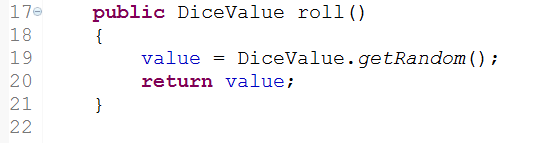 17    public DiceValue roll()
18    {
19        value = DiceValue.getRandom();
20        return value;
21    }
22